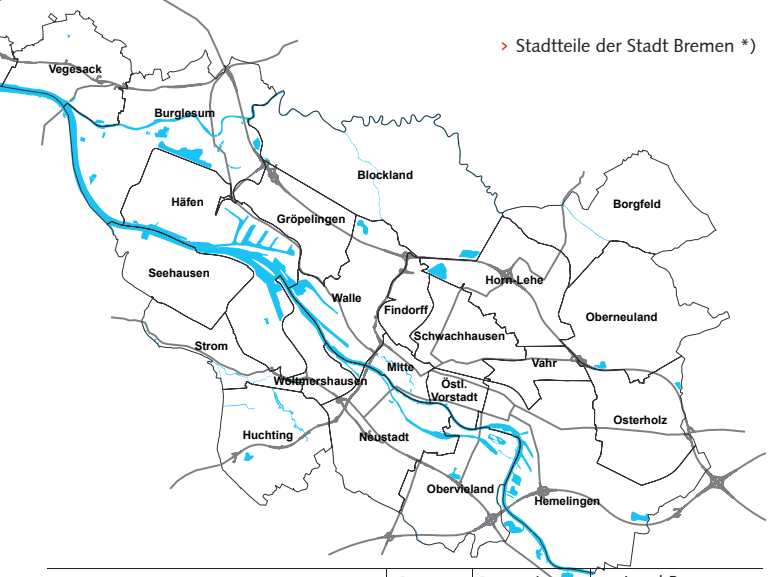 > Stadtteile der Stadt Bremen *)
Vegesack
Burglesum
Blockland
Häfen
Borgfeld
Gröpelingen
Seehausen
Horn-Lehe
Walle
Findorff
Oberneuland
Schwachhausen
Strom
Vahr
Mitte
Woltmershausen
Östl.
Vorstadt
Osterholz
Huchting
Neustadt
Obervieland
Hemelingen